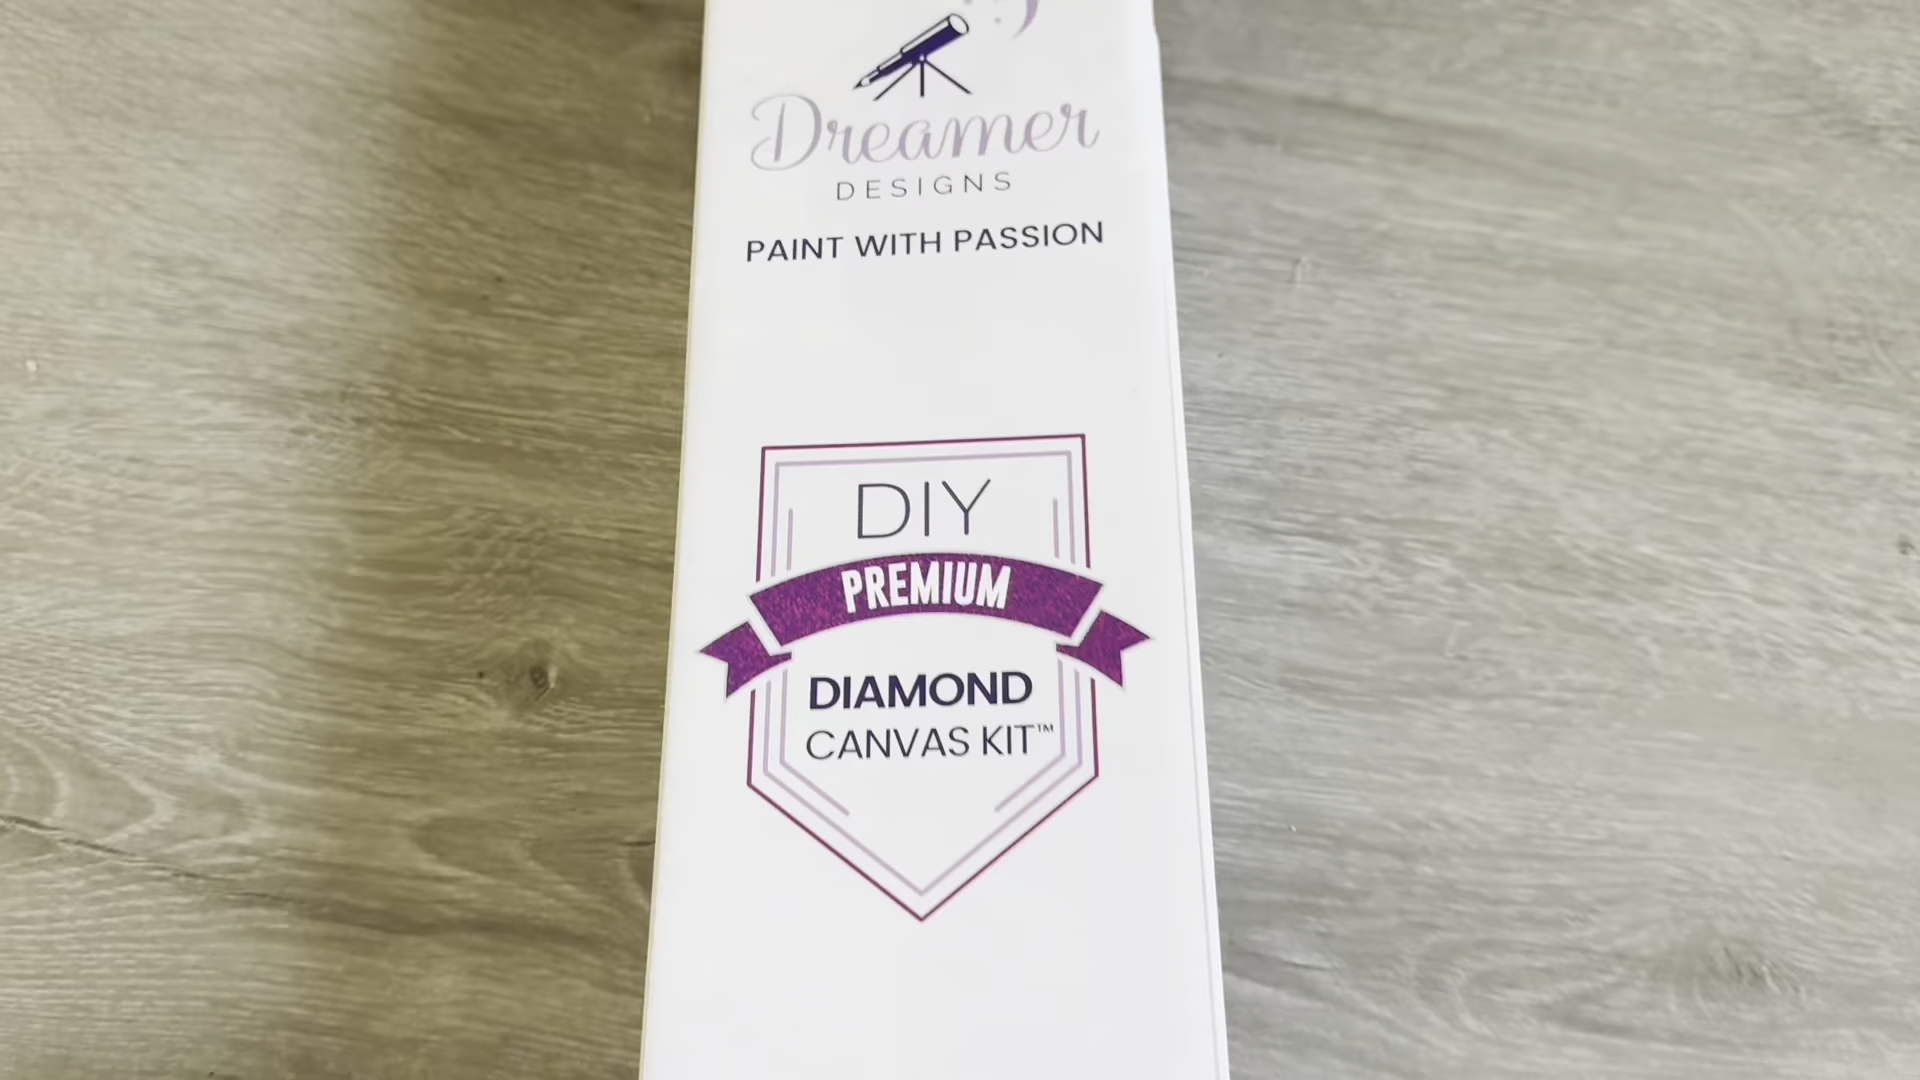 Dreamer
DESIGNS
PAINT WITH PASSION
DIY
PREMIUM
DIAMOND
CANVAS KIT™